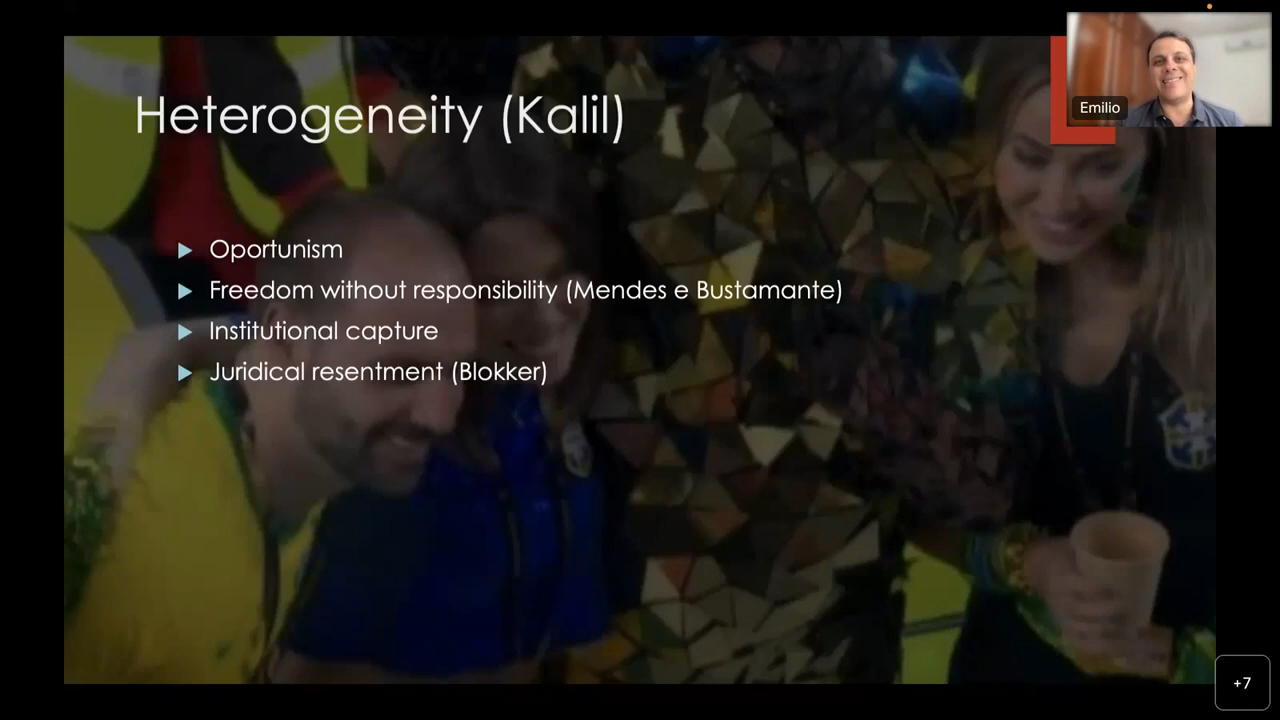 Heterogeneity (Kalil)
Emilio
Oportunism
Freedom without responsibility (Mendes e Bustamante)
Institutional capture
Juridical resentment (Blokker)
+7